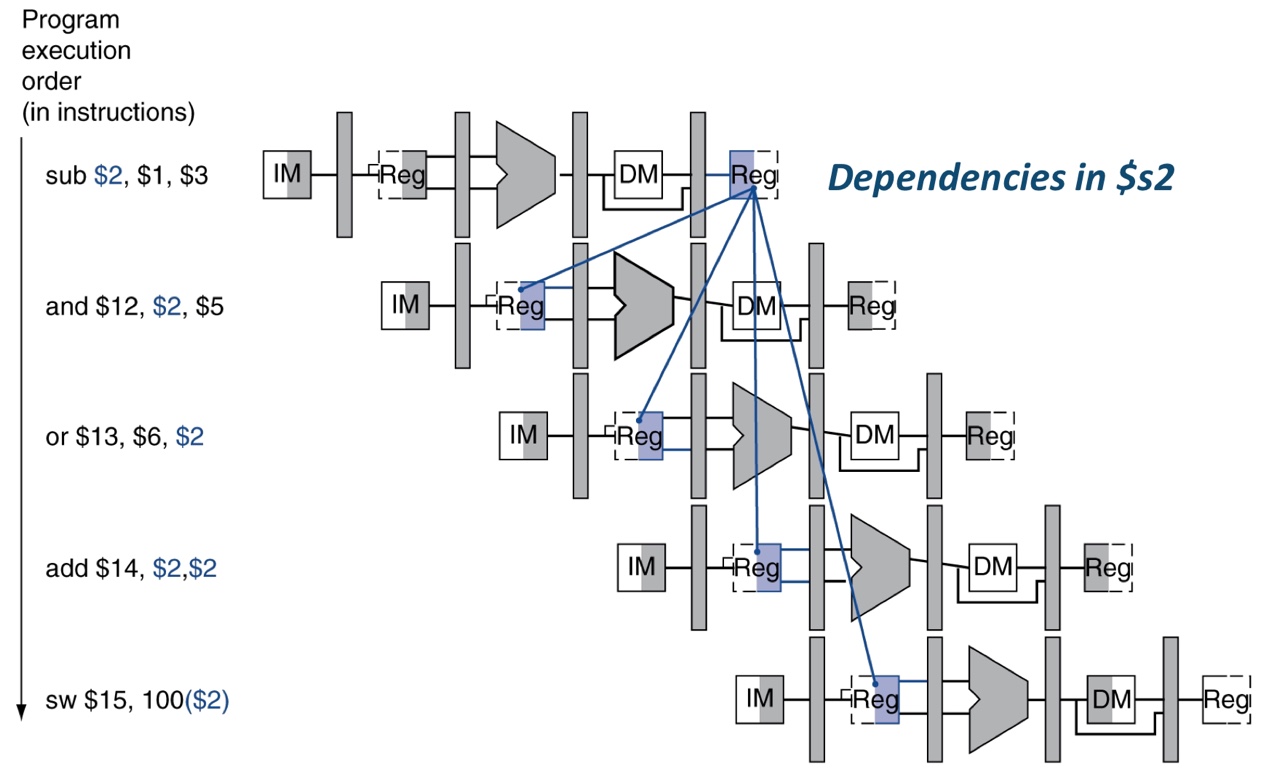 Program
execution
order
(in instructions)
sub $2, $1, $3
IM
Reg
DM
Reg
Dependencies in $s2
and $12, $2, $5
IM
Reg
DM
Reg
or $13, $6, $2
IM
Reg
DM
Reg
add $14, $2,$2
IM
Reg
DM
Reg
sw $15, 100($2)
IM
Reg
DM
Reg